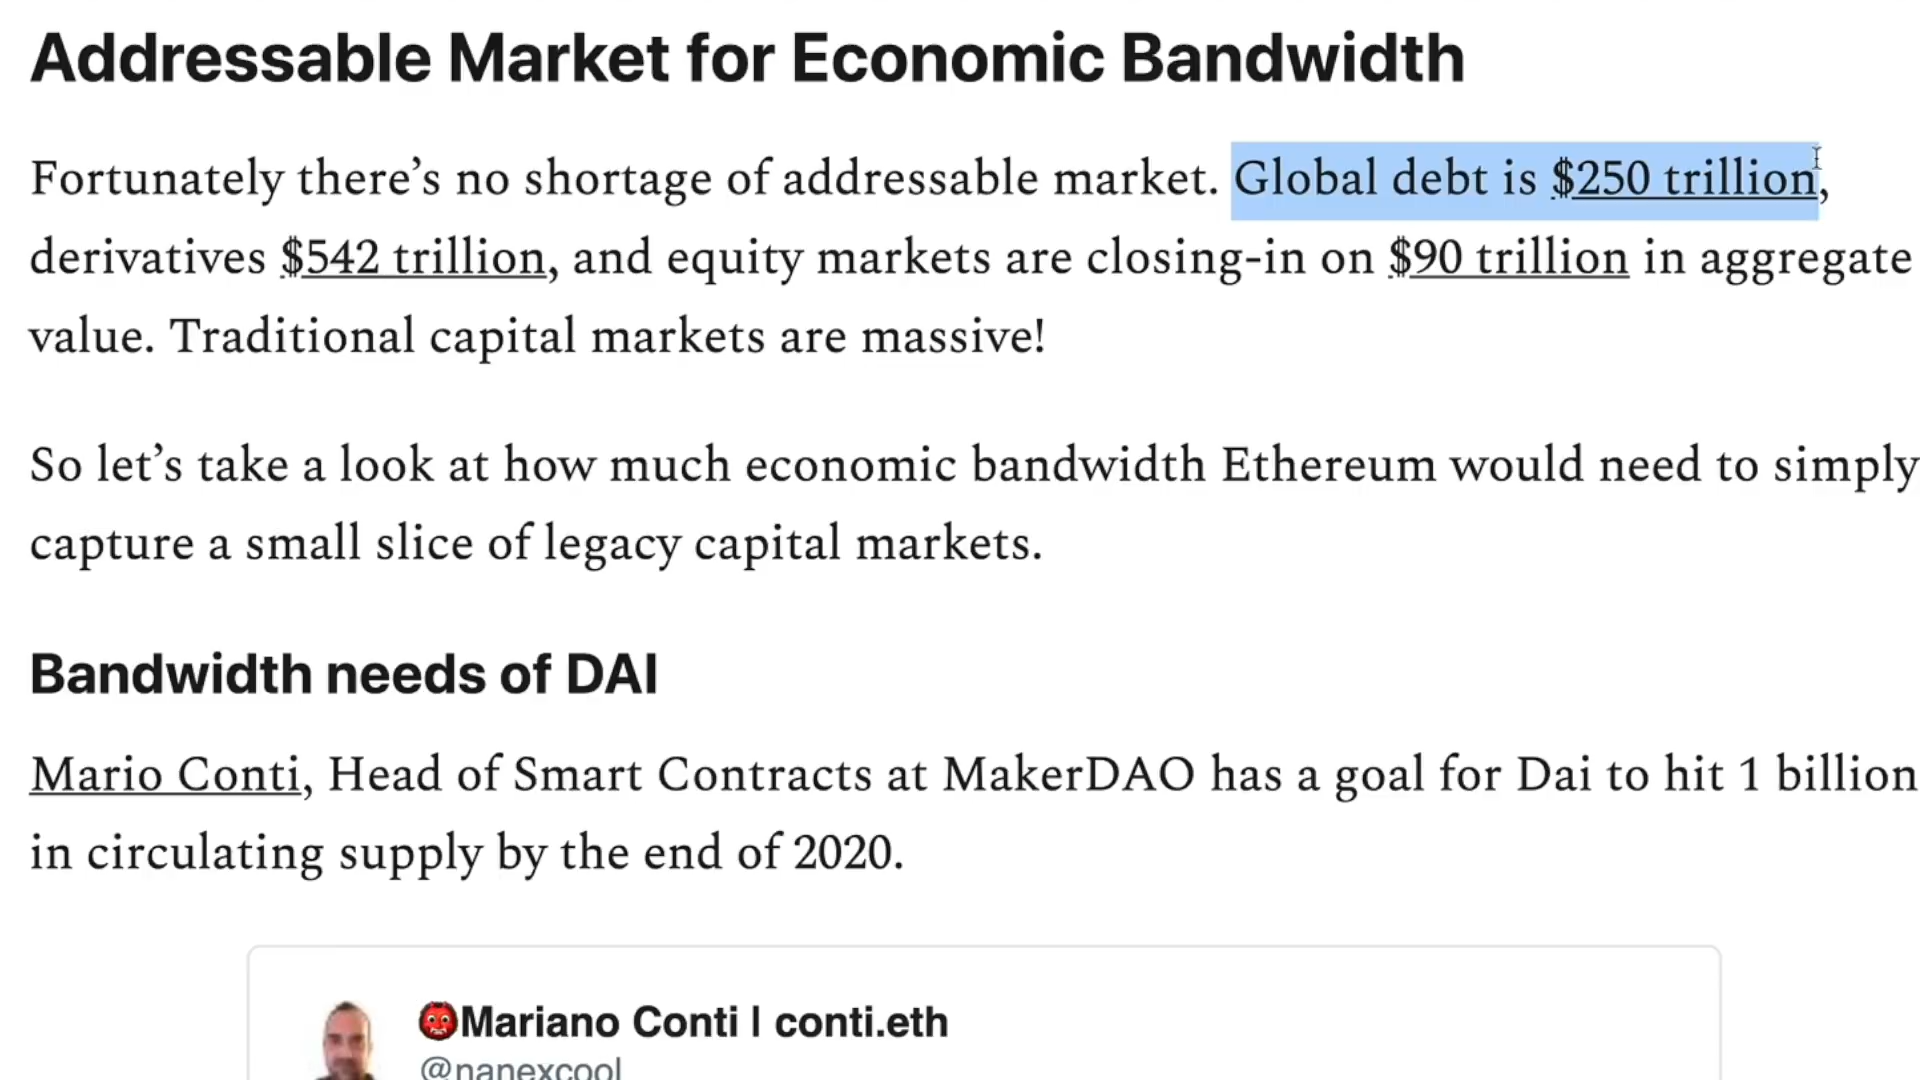 Addressable Market for Economic Bandwidth
Fortunately there’s no shortage of addressable market. Global debt is $250 trillion,
derivatives $542 trillion, and equity markets are closing-in on $90 trillion in aggregate
value. Traditional capital markets are massive!
So let’s take a look at how much economic bandwidth Ethereum would need to simply
capture a small slice of legacy capital markets.
Bandwidth needs of DAI
Mario Conti, Head of Smart Contracts at MakerDAO has a goal for Dai to hit 1 billion
in circulating supply by the end of 2020.
👹Mariano Conti | conti.eth
@nanexcool